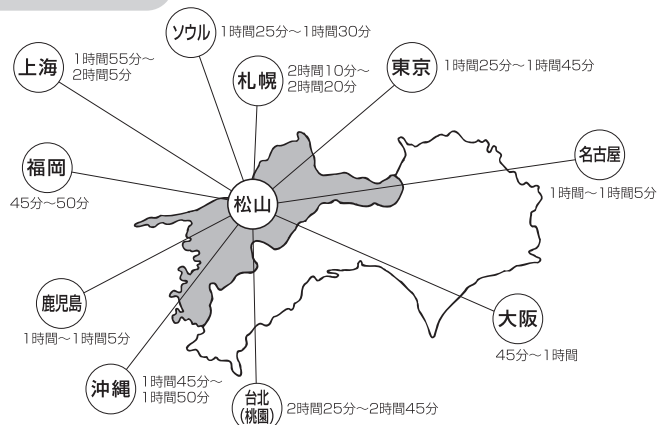 ソウル
1時間25分～1時間30分
上海
1時間55分～
2時間5分
札幌
2時間10分～
2時間20分
東京
1時間25分～1時間45分
福岡
45分～50分
松山
名古屋
1時間～1時間5分
鹿児島
1時間～1時間5分
大阪
45分～1時間
沖縄
1時間45分～
1時間50分
台北
(桃園)
2時間25分～2時間45分